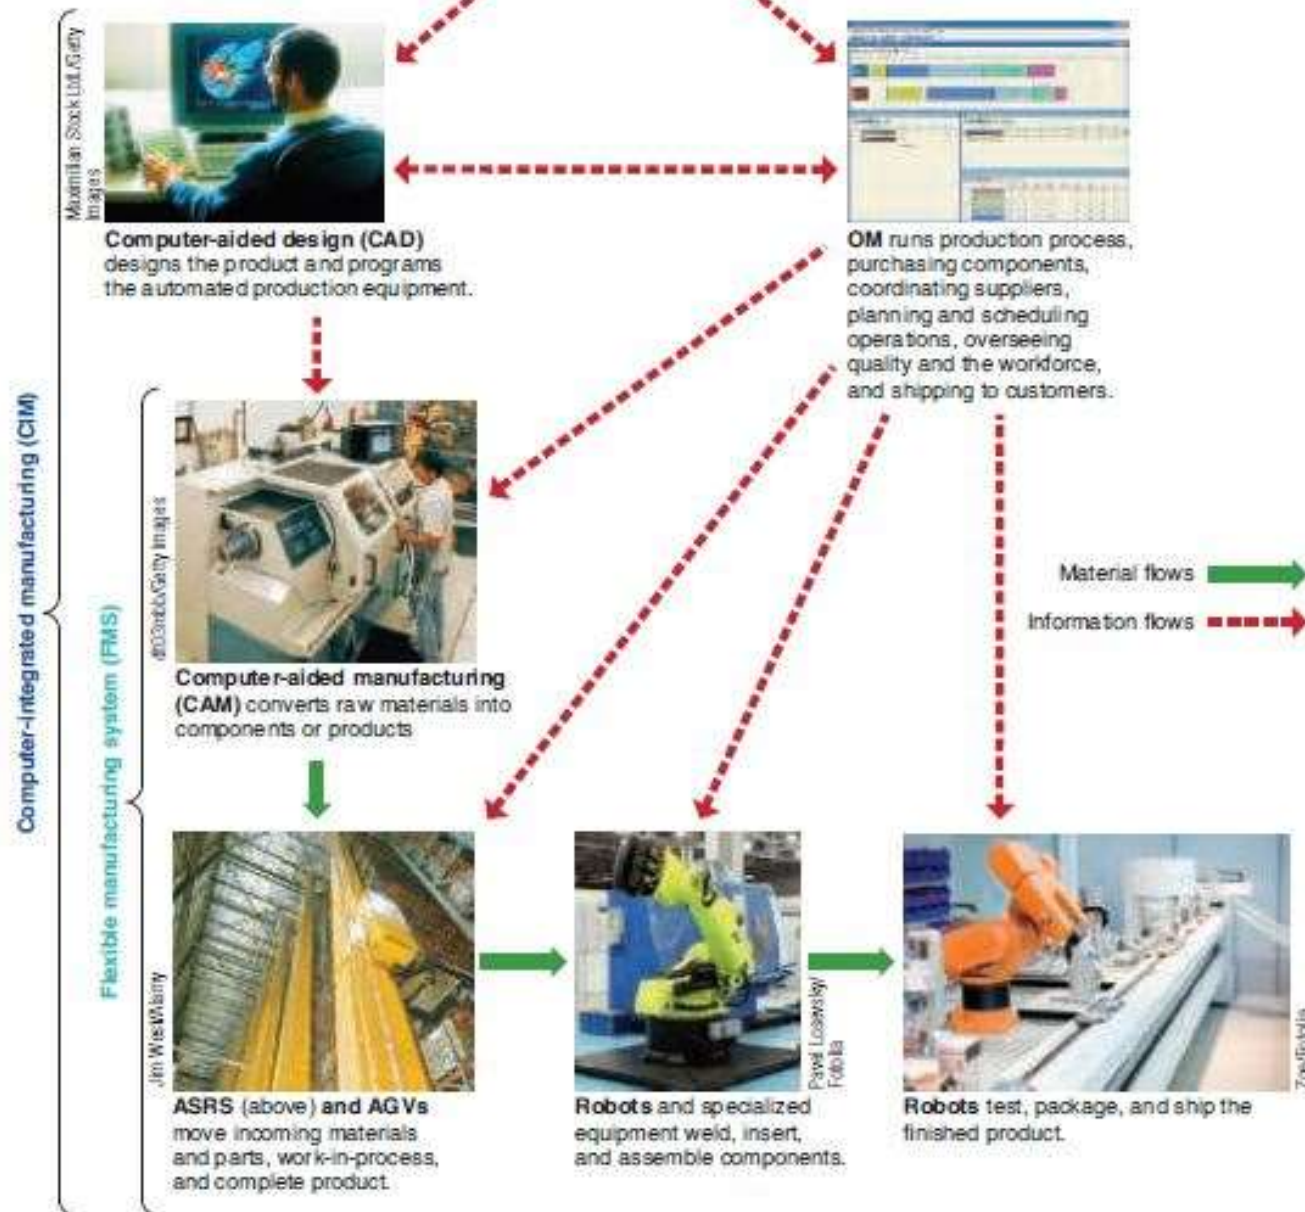 Maximilian Stock Ltd./Getty
Images
Computer-aided design (CAD)
designs the product and programs
the automated production equipment.
OM runs production process,
purchasing components,
coordinating suppliers,
planning and scheduling
operations, overseeing
quality and the workforce,
and shipping to customers.
Computer-integrated manufacturing (CIM)
Flexible manufacturing system (FMS)
Getty Images
Computer-aided manufacturing
(CAM) converts raw materials into
components or products
Material flows
Information flows
Jim West/Alamy
ASRS (above) and AGVs
move incoming materials
and parts, work-in-process,
and complete product.
Pavel Losevsky/
Fotolia
Robots and specialized
equipment weld, insert,
and assemble components.
Robots test, package, and ship the
finished product.